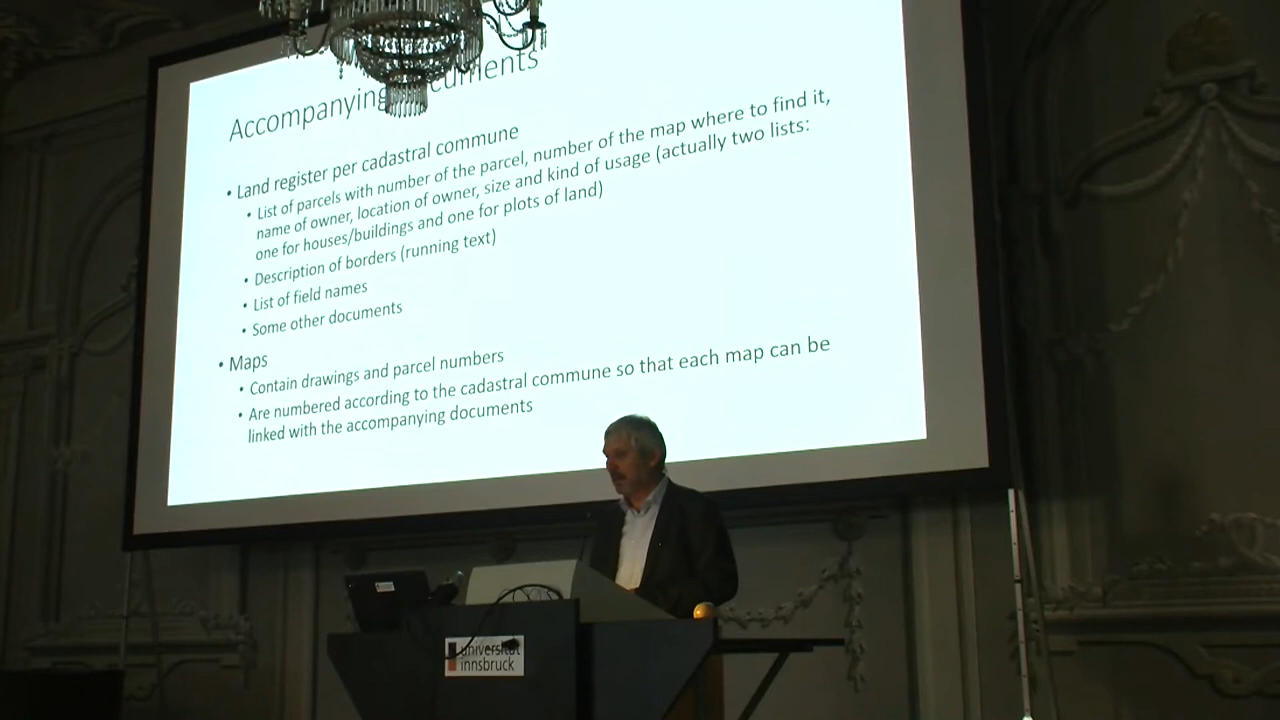 Accompanying
• Land register per cadastral commune
• List of parcels with number of the parcel, number of the map where to find it,
name of owner, location of owner, size and kind of usage (actually two lists:
one for houses/buildings and one for plots of land)
• Description of borders (running text)
• List of field names
• Some other documents
• Maps
• Contain drawings and parcel numbers
• Are numbered according to the cadastral commune so that each map can be
linked with the accompanying documents
universität
innsbruck